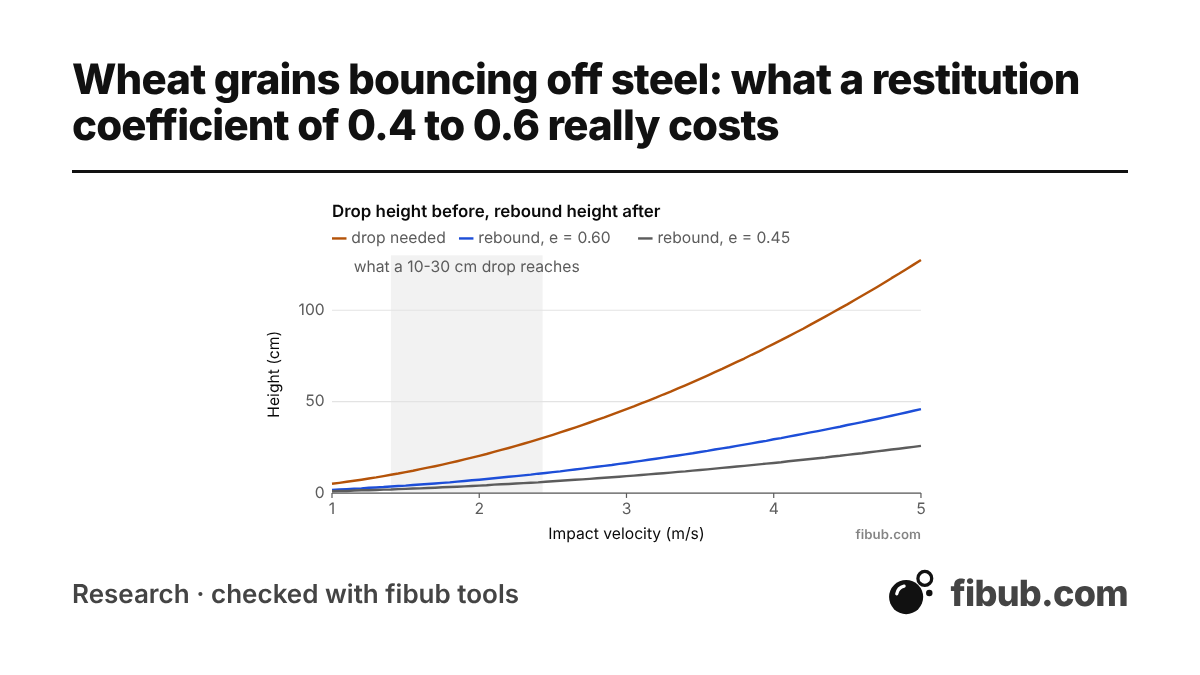 Wheat grains bouncing off steel: what a restitution
coefficient of 0.4 to 0.6 really costs
Drop height before, rebound height after
drop needed rebound, e = 0.60 rebound, e = 0.45
what a 10-30 cm drop reaches
100
50
0
Height (cm)
1 2 3 4 5
Impact velocity (m/s)
fibub.com
Research · checked with fibub tools
fibub.com